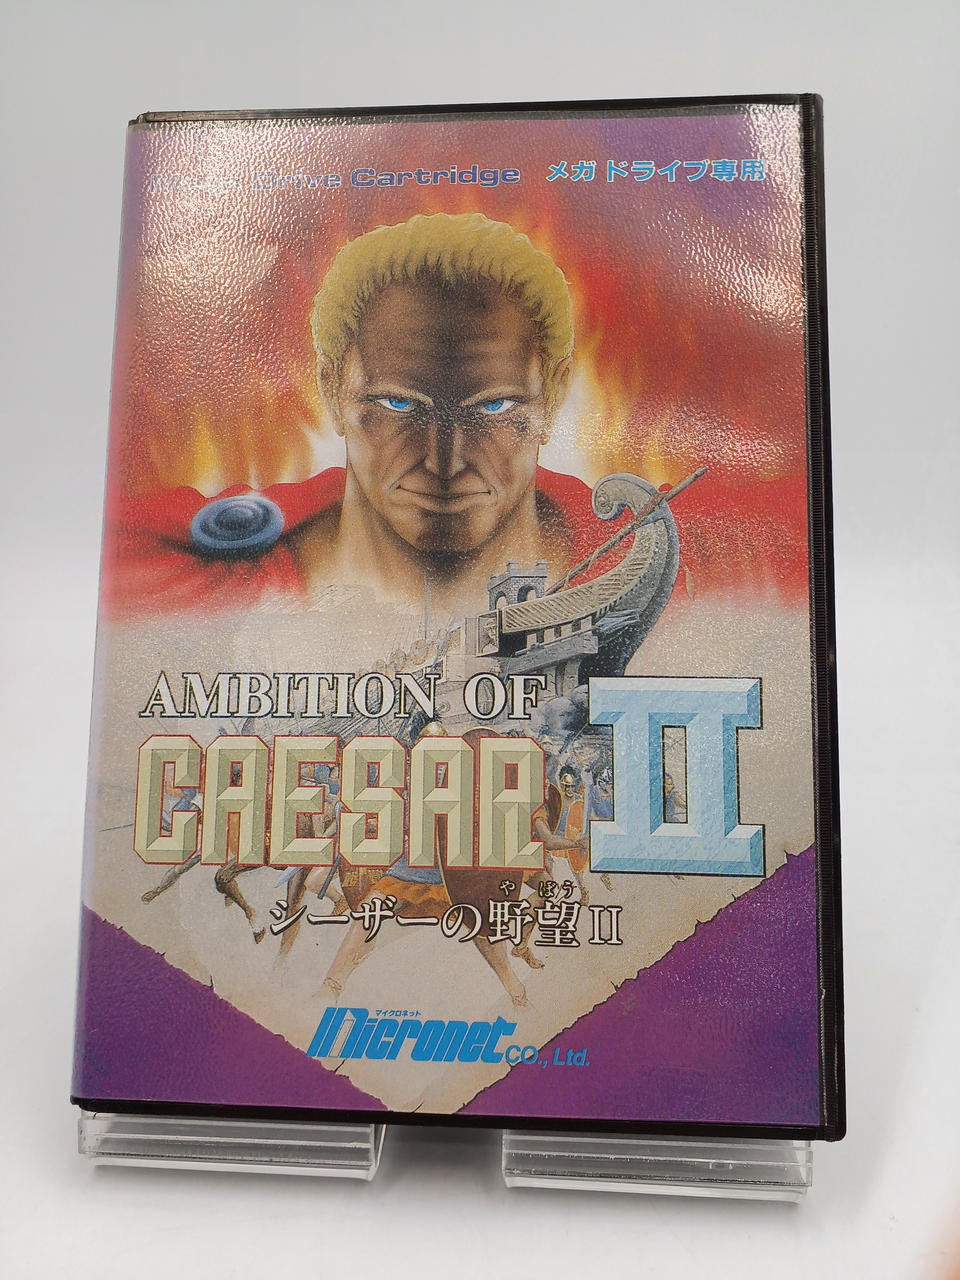 Mega Drive Cartridge メガドライブ専用
AMBITION OF
CAESAR II
やぼう
シーザーの野望II
マイクロネット
Micronet CO., Ltd.